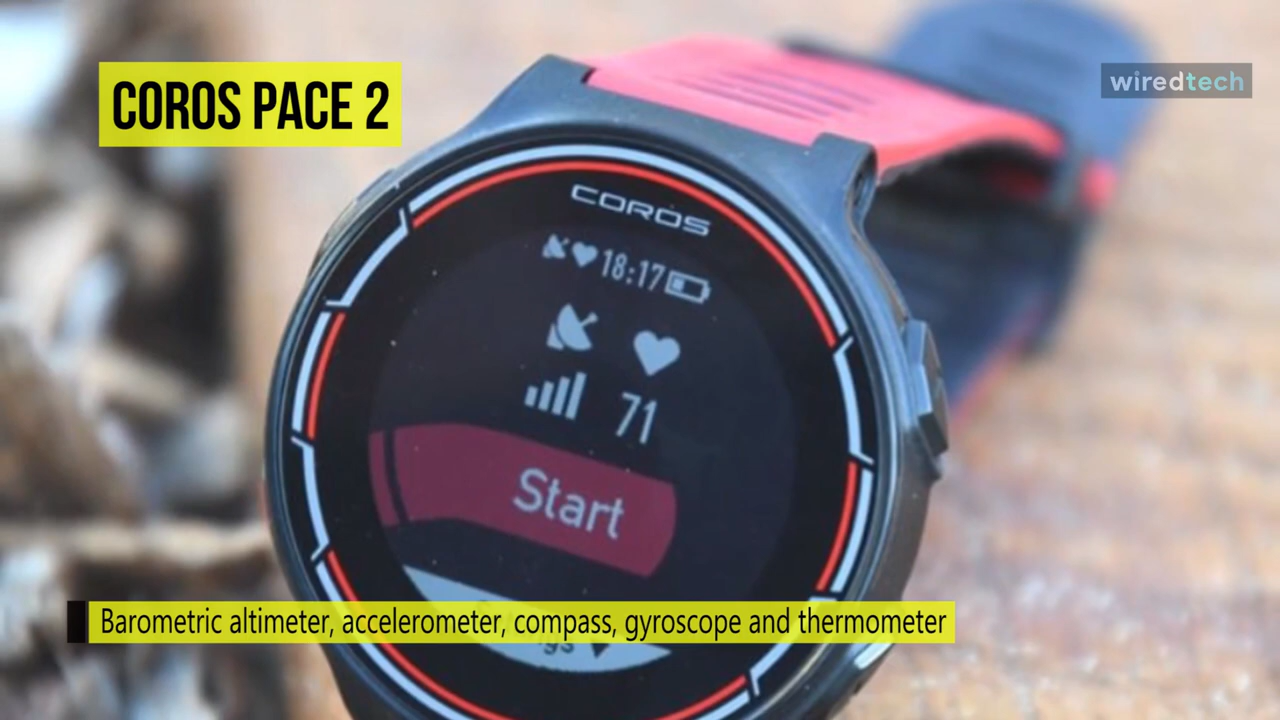 COROS PACE 2
wiredtech
COROS
18:17
71
Start
Barometric altimeter, accelerometer, compass, gyroscope and thermometer